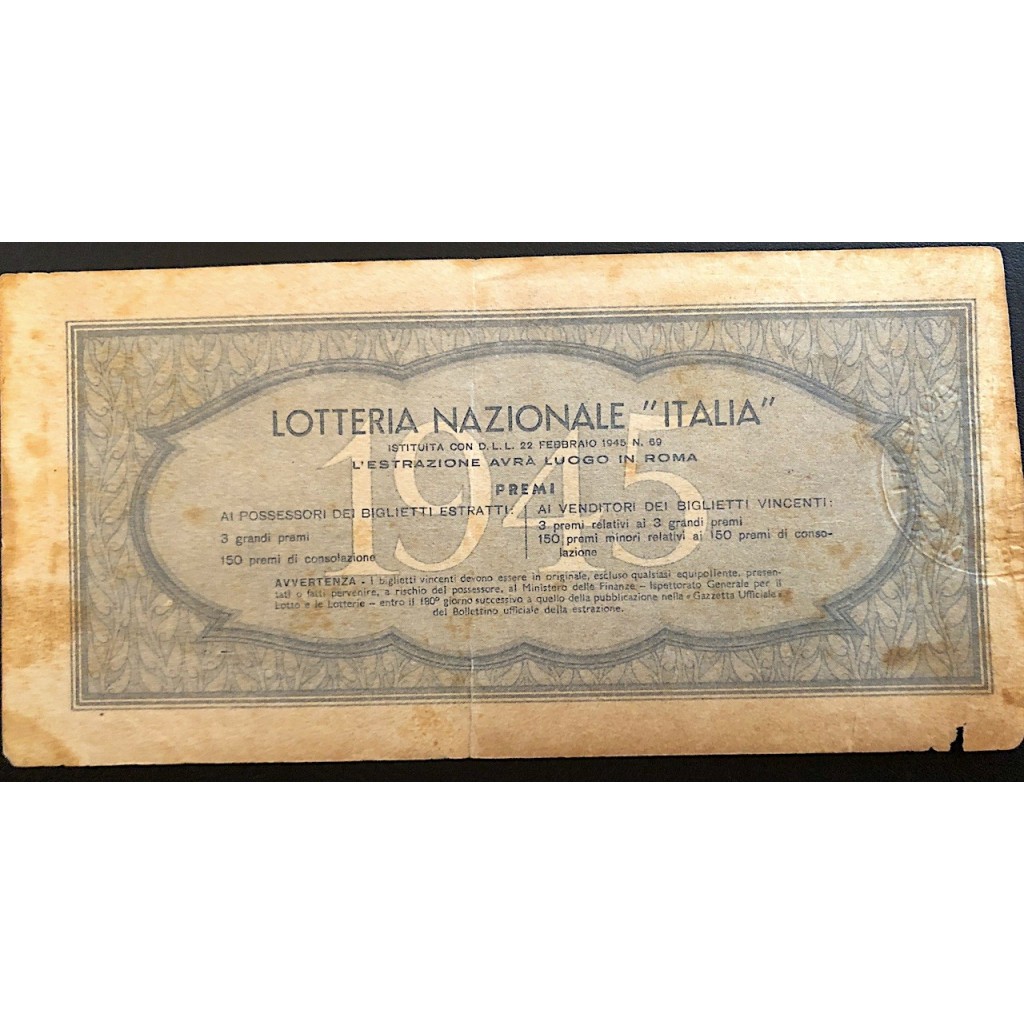 LOTTERIA NAZIONALE "ITALIA"
ISTITUITA CON D. L. L. 22 FEBBRAIO 1945 N. 69
L'ESTRAZIONE AVRÀ LUOGO IN ROMA
1945
PREMI
AI POSSESSORI DEI BIGLIETTI ESTRATTI:
3 grandi premi
150 premi di consolazione
AI VENDITORI DEI BIGLIETTI VINCENTI:
3 premi relativi ai 3 grandi premi
150 premi minori relativi ai 150 premi di conso-
lazione
AVVERTENZA - I biglietti vincenti devono essere in originale, escluso qualsiasi equipollente, presen-
tati o fatti pervenire, a rischio del possessore, al Ministero delle Finanze - Ispettorato Generale per il
Lotto e le Lotterie - entro il 180° giorno successivo a quello della pubblicazione nella « Gazzetta Ufficiale »
del Bollettino ufficiale della estrazione.